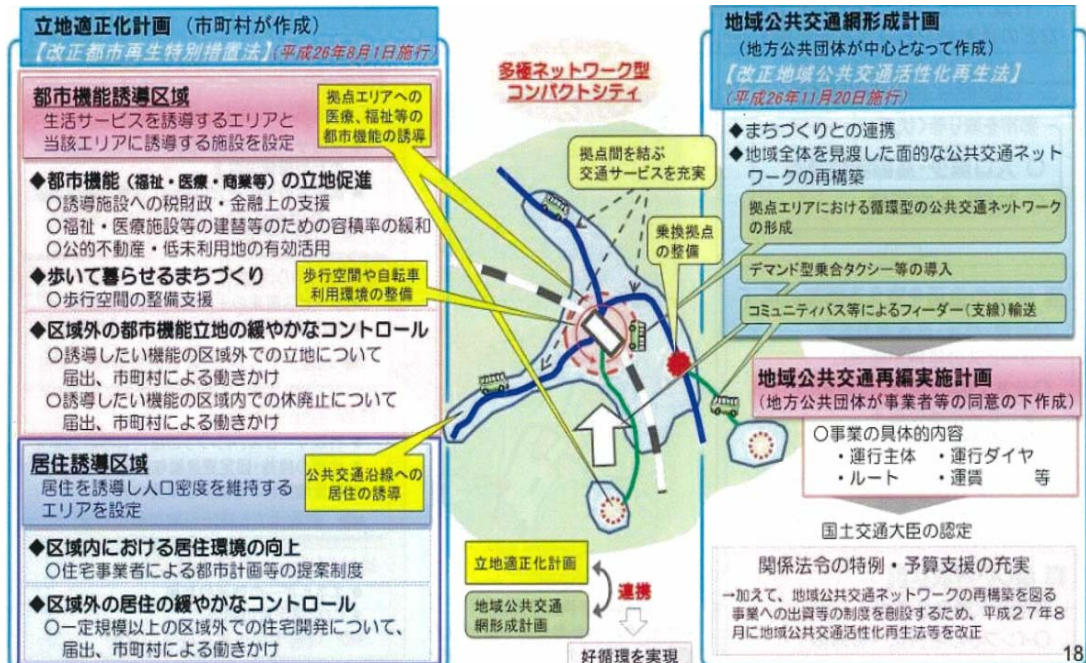 立地適正化計画（市町村が作成）
【改正都市再生特別措置法】（平成26年8月1日施行）
都市機能誘導区域
生活サービスを誘導するエリアと
当該エリアに誘導する施設を設定
◆都市機能（福祉・医療・商業等）の立地促進
○誘導施設への税財政・金融上の支援
○福祉・医療施設等の建替等のための容積率の緩和
○公的不動産・低未利用地の有効活用
◆歩いて暮らせるまちづくり
○歩行空間の整備支援
◆区域外の都市機能立地の緩やかなコントロール
○誘導したい機能の区域外での立地について
届出、市町村による働きかけ
○誘導したい機能の区域内での休廃止について
届出、市町村による働きかけ
居住誘導区域
居住を誘導し人口密度を維持する
エリアを設定
◆区域内における居住環境の向上
○住宅事業者による都市計画等の提案制度
◆区域外の居住の緩やかなコントロール
○一定規模以上の区域外での住宅開発について、
届出、市町村による働きかけ
拠点エリアへの
医療、福祉等の
都市機能の誘導
歩行空間や自転車
利用環境の整備
公共交通沿線への
居住の誘導
多極ネットワーク型
コンパクトシティ
拠点間を結ぶ
交通サービスを充実
乗換拠点
の整備
立地適正化計画
連携
地域公共交通
網形成計画
好循環を実現
地域公共交通網形成計画
（地方公共団体が中心となって作成）
【改正地域公共交通活性化再生法】
（平成26年11月20日施行）
◆まちづくりとの連携
◆地域全体を見渡した面的な公共交通ネット
ワークの再構築
拠点エリアにおける循環型の公共交通ネットワーク
の形成
デマンド型乗合タクシー等の導入
コミュニティバス等によるフィーダー（支線）輸送
地域公共交通再編実施計画
（地方公共団体が事業者等の同意の下作成）
○事業の具体的内容
・運行主体　・運行ダイヤ
・ルート　・運賃　等
国土交通大臣の認定
関係法令の特例・予算支援の充実
→加えて、地域公共交通ネットワークの再構築を図る
事業への出資等の制度を創設するため、平成２７年８
月に地域公共交通活性化再生法等を改正
18